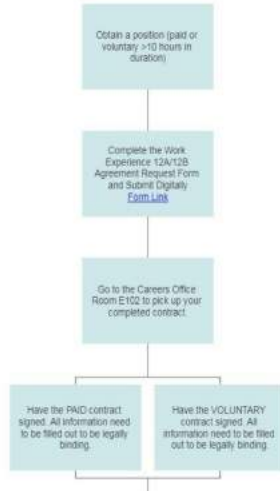 Obtain a position (paid or
voluntary >10 hours in
duration)
Complete the Work
Experience 12A/12B
Agreement Request Form
and Submit Digitally
Form Link
Go to the Careers Office
Room E102 to pick up your
completed contract.
Have the PAID contract
signed. All information need
to be filled out to be legally
binding.
Have the VOLUNTARY
contract signed. All
information need to be filled
out to be legally binding.